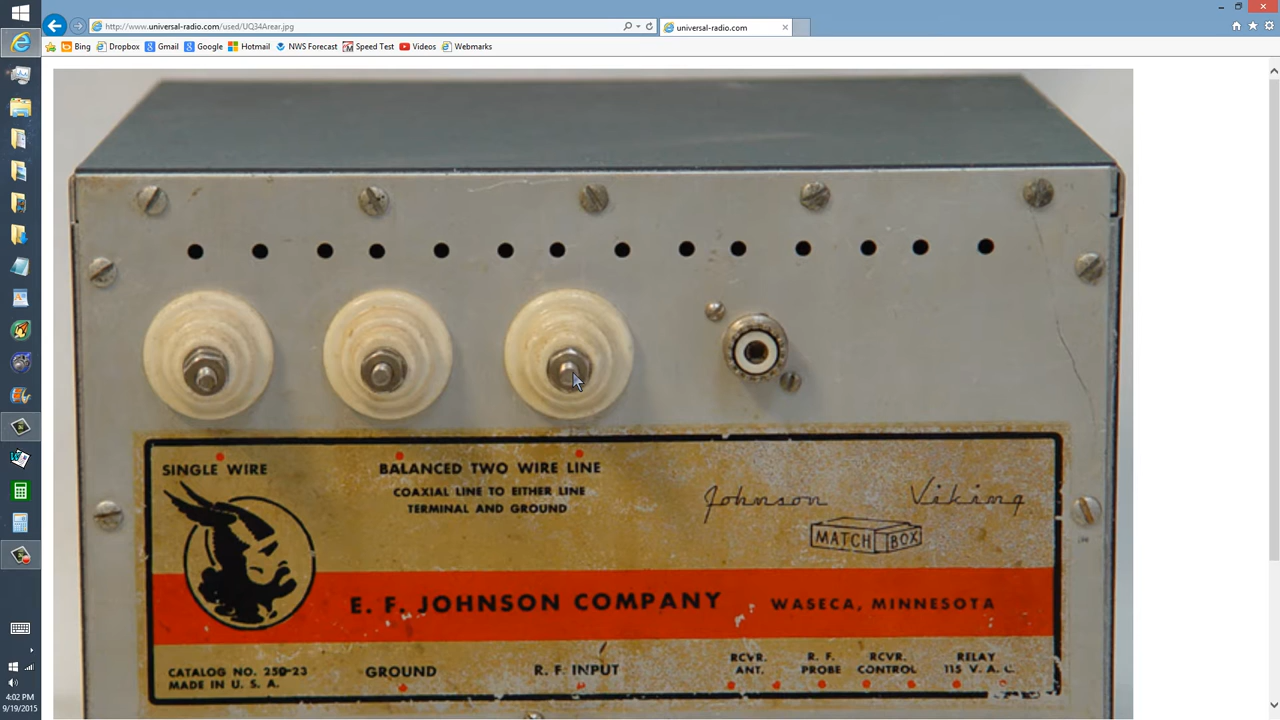 http://www.universal-radio.com/used/UQ34Arear.jpg
universal-radio.com
Bing
Dropbox
Gmail
Google
Hotmail
NWS Forecast
Speed Test
Videos
Webmarks
SINGLE WIRE
BALANCED TWO WIRE LINE
COAXIAL LINE TO EITHER LINE
TERMINAL AND GROUND
Johnson Viking
MATCH BOX
E. F. JOHNSON COMPANY
WASECA, MINNESOTA
CATALOG NO. 250-23
MADE IN U. S. A.
GROUND
R. F. INPUT
RCVR.
ANT.
R. F.
PROBE
RCVR.
CONTROL
RELAY
115 V. A. C.
4:02 PM
9/19/2015